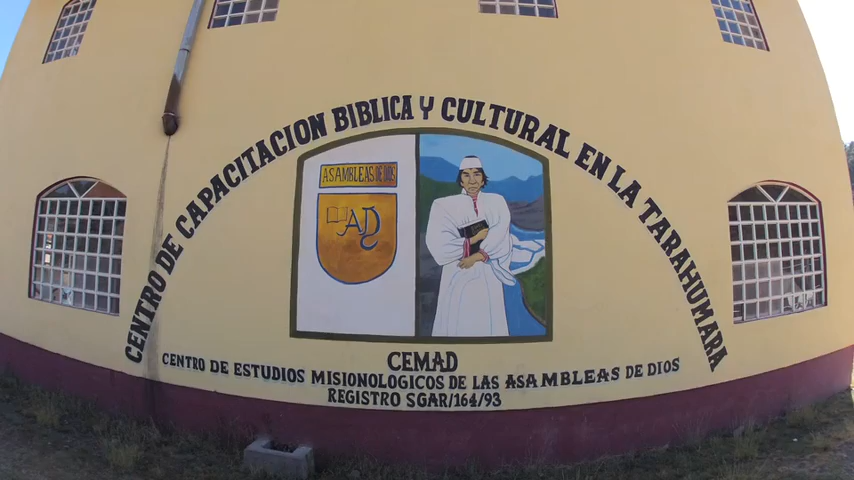 CENTRO DE CAPACITACION BIBLICA Y CULTURAL EN LA TARAHUMARA
ASAMBLEAS DE DIOS
AD
CEMAD
CENTRO DE ESTUDIOS MISIONOLOGICOS DE LAS ASAMBLEAS DE DIOS
REGISTRO SGAR/164/93